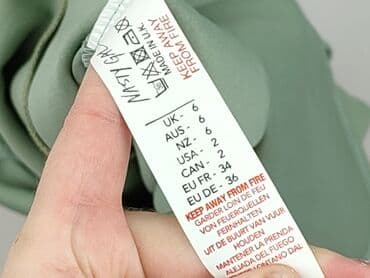 NASTY GAL
MADE IN U.K.
KEEP AWAY
FROM FIRE
UK - 6
AUS - 6
NZ - 6
USA - 2
CAN - 2
EU FR - 34
EU DE - 36
KEEP AWAY FROM FIRE
GARDER LOIN DE FEU
VON FEUERQUELLEN
FERNHALTEN
UIT DE BUURT VAN VUUR
HOUDEN
MANTENER LA PRENDA
ALEJADA DEL FUEGO
LONTANO DAL